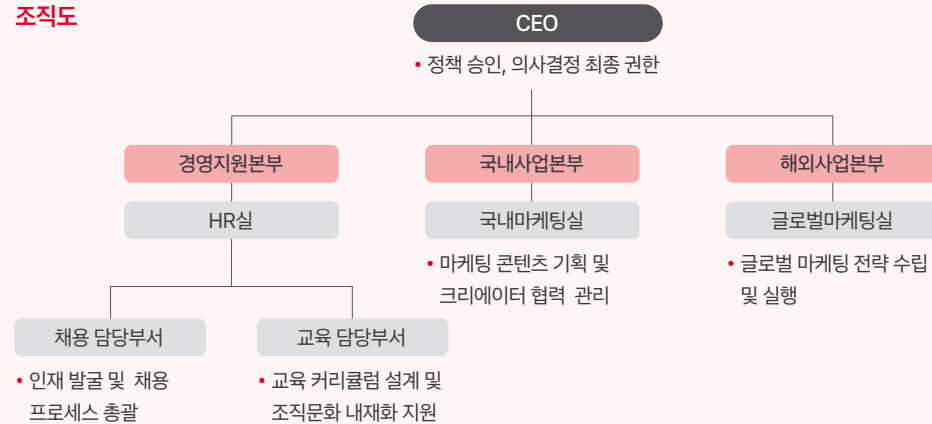 조직도
CEO
• 정책 승인, 의사결정 최종 권한
경영지원본부
국내사업본부
해외사업본부
HR실
국내마케팅실
글로벌마케팅실
• 마케팅 콘텐츠 기획 및
크리에이터 협력 관리
• 글로벌 마케팅 전략 수립
및 실행
채용 담당부서
교육 담당부서
• 인재 발굴 및 채용
프로세스 총괄
• 교육 커리큘럼 설계 및
조직문화 내재화 지원